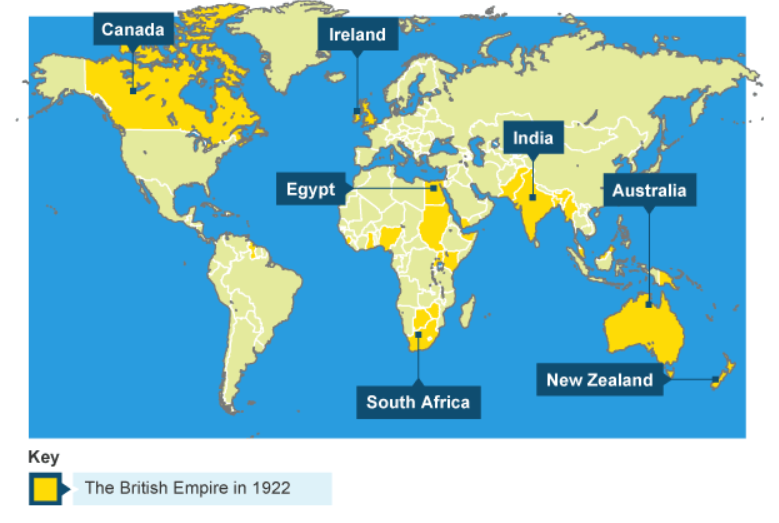 Canada
Ireland
India
Egypt
Australia
New Zealand
South Africa
Key
The British Empire in 1922